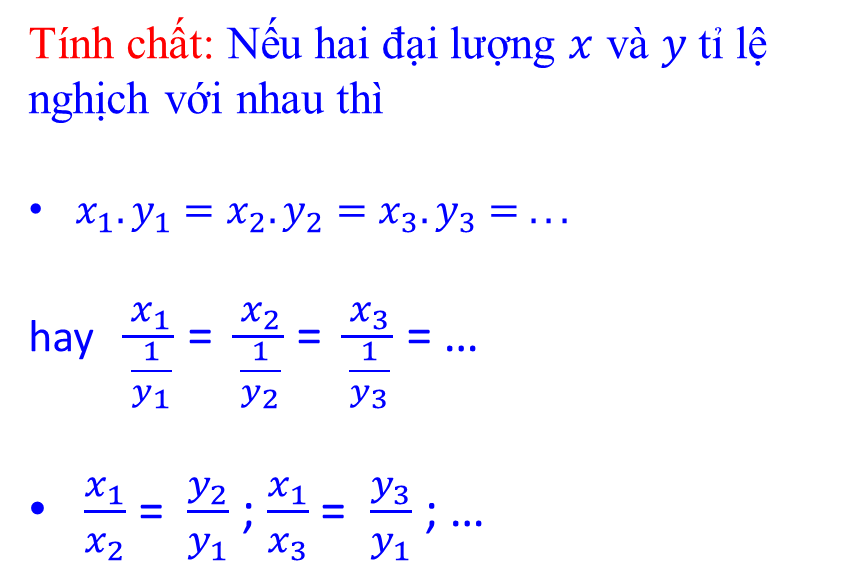 Tính chất: Nếu hai đại lượng x và y tỉ lệ
nghịch với nhau thì
• x₁.y₁ = x₂.y₂ = x₃.y₃ = ...
hay x₁/(1/y₁) = x₂/(1/y₂) = x₃/(1/y₃) = ...
• x₁/x₂ = y₂/y₁ ; x₁/x₃ = y₃/y₁ ; ...